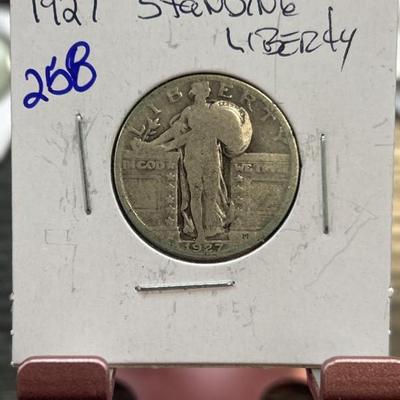 1927 STANDING
LIBERTY
25B
LIBERTY
IN GOD WE TRUST
1927